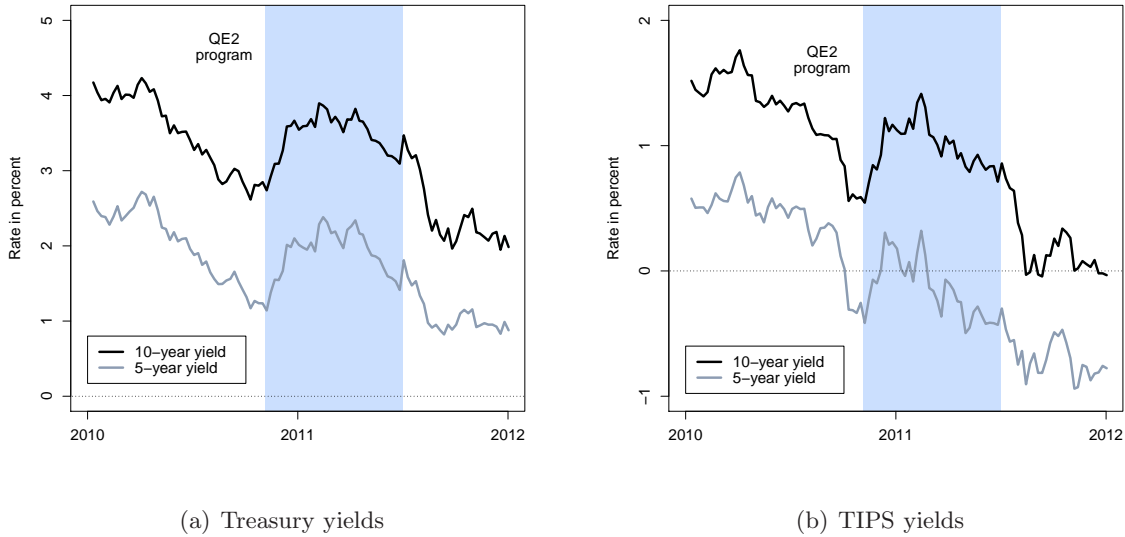 Rate in percent
5
4
3
2
1
0
QE2
program
10−year yield
5−year yield
2010
2011
2012
(a) Treasury yields
Rate in percent
2
1
0
−1
QE2
program
10−year yield
5−year yield
2010
2011
2012
(b) TIPS yields